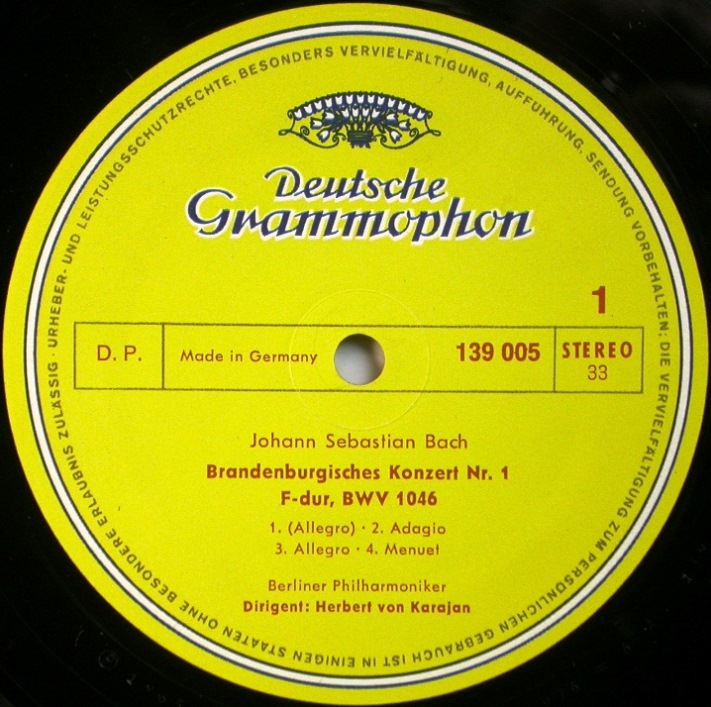 URHEBER- UND LEISTUNGSSCHUTZRECHTE, BESONDERS VERVIELFÄLTIGUNG, AUFFÜHRUNG, SENDUNG VORBEHALTEN; DIE VERVIELFÄLTIGUNG ZUM PERSÖNLICHEN GEBRAUCH IST IN EINIGEN STAATEN OHNE BESONDERE ERLAUBNIS ZULÄSSIG ·
Deutsche
Grammophon
1
D. P. Made in Germany 139 005 STEREO
33
Johann Sebastian Bach
Brandenburgisches Konzert Nr. 1
F-dur, BWV 1046
1. (Allegro) · 2. Adagio
3. Allegro · 4. Menuet
Berliner Philharmoniker
Dirigent: Herbert von Karajan